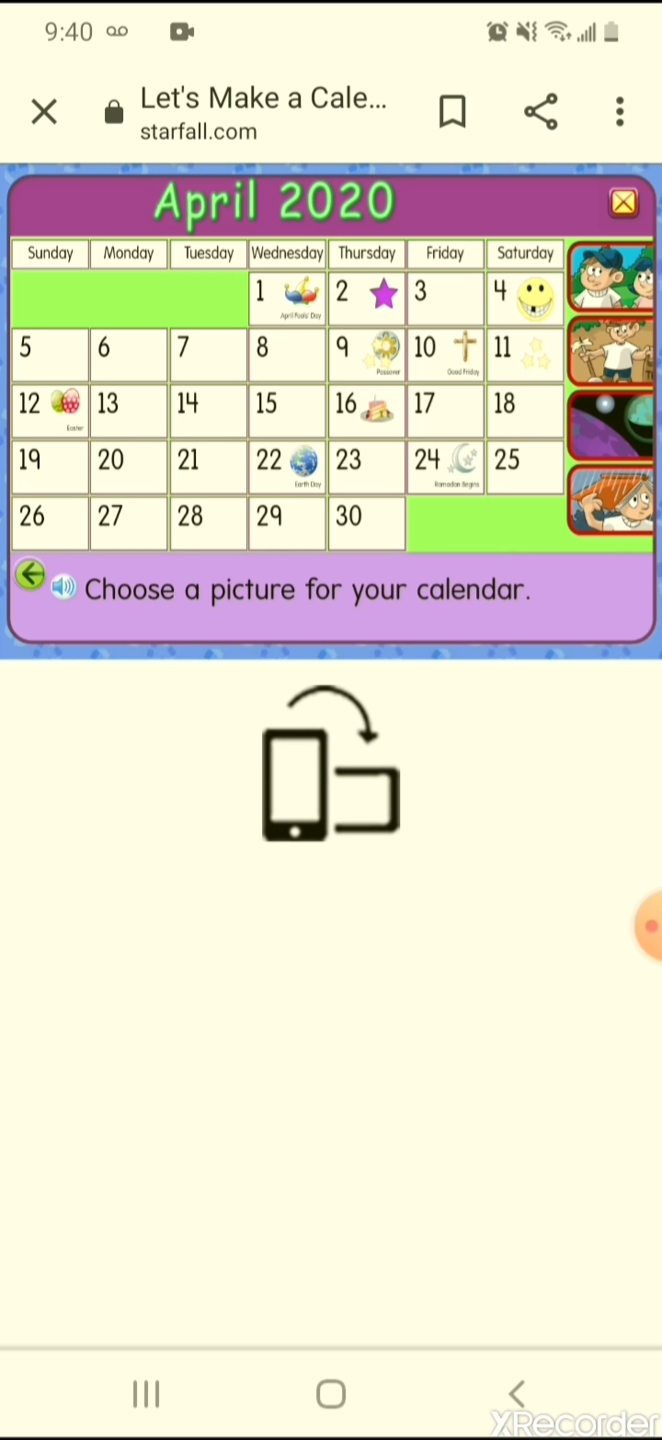 9:40
Let's Make a Cale...
starfall.com
April 2020
Sunday Monday Tuesday Wednesday Thursday Friday Saturday
1 2 3 4
April Fools' Day
5 6 7 8 9 10 11
Passover Good Friday
12 13 14 15 16 17 18
Easter
19 20 21 22 23 24 25
Earth Day Ramadan Begins
26 27 28 29 30
Choose a picture for your calendar.
XRecorder